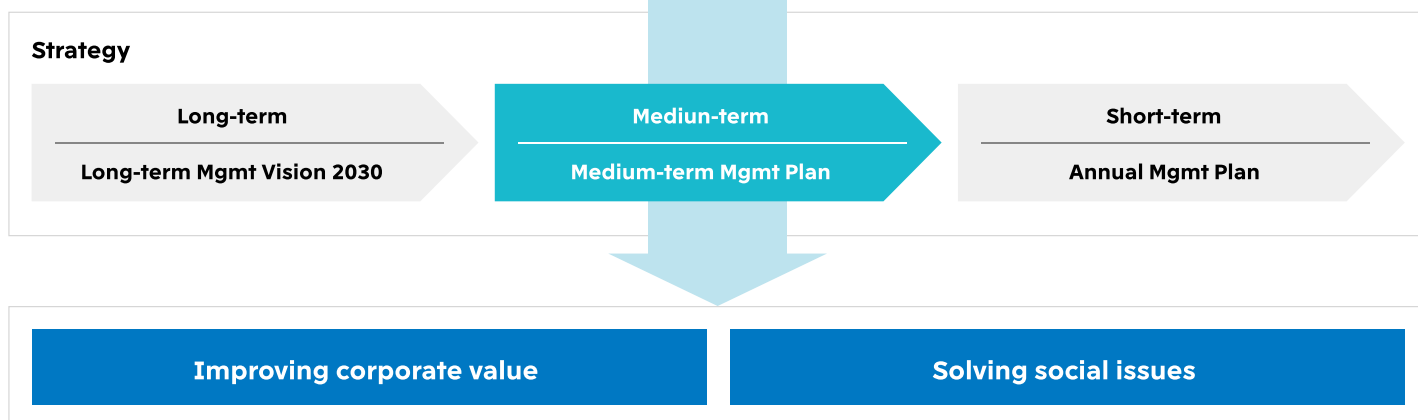 Strategy
Long-term
Long-term Mgmt Vision 2030
Mediun-term
Medium-term Mgmt Plan
Short-term
Annual Mgmt Plan
Improving corporate value
Solving social issues